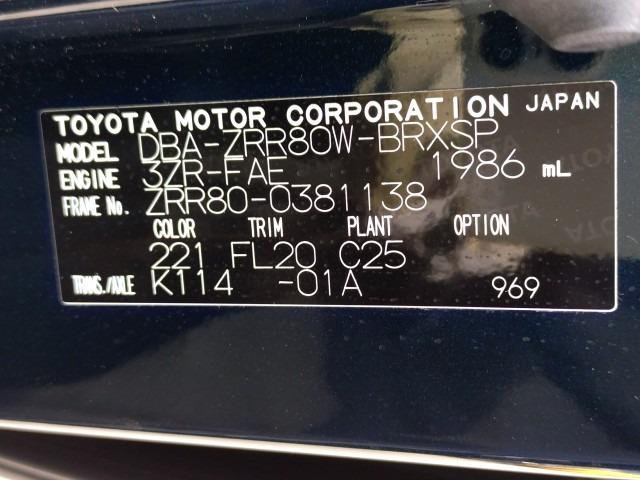 TOYOTA MOTOR CORPORATION JAPAN
MODEL DBA-ZRR80W-BRXSP
ENGINE 3ZR-FAE 1986 mL
FRAME No. ZRR80-0381138
COLOR TRIM PLANT OPTION
221 FL20 C25
TRANS./AXLE K114 -01A 969